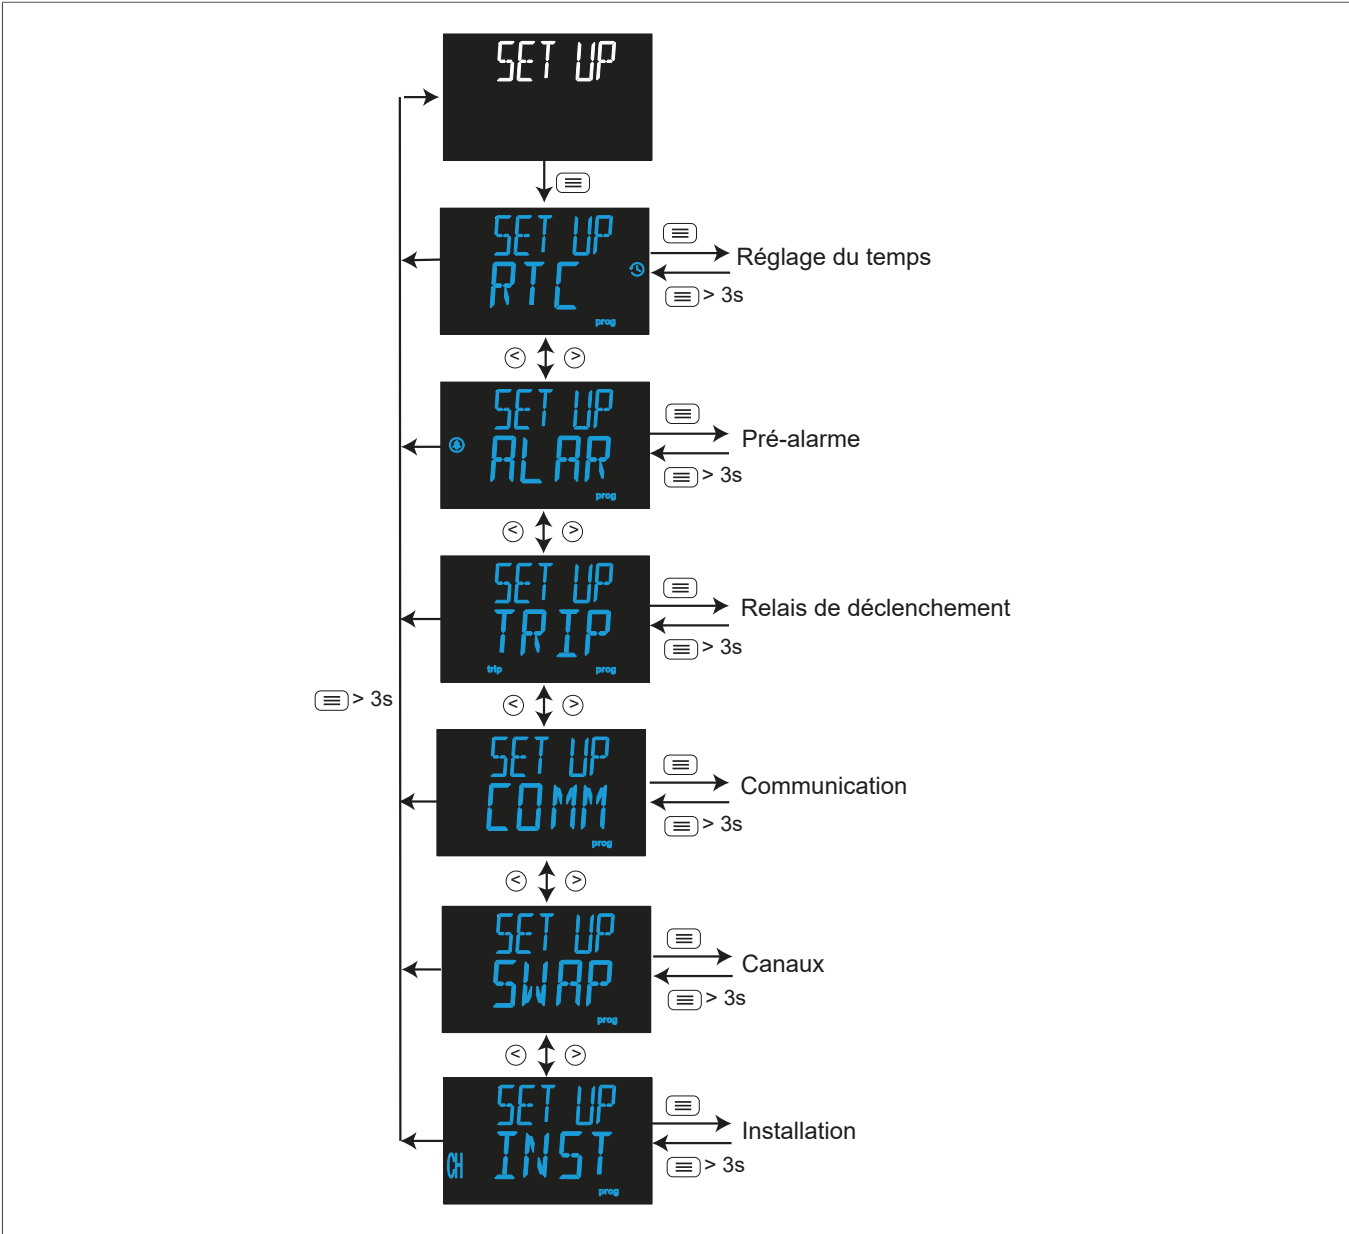 SET UP
SET UP
RTC
prog
Réglage du temps
> 3s
< >
SET UP
ALAR
prog
Pré-alarme
> 3s
< >
SET UP
TRIP
trip prog
Relais de déclenchement
> 3s
> 3s
< >
SET UP
COMM
prog
Communication
> 3s
< >
SET UP
SWAP
prog
Canaux
> 3s
< >
SET UP
INST
CH
prog
Installation
> 3s